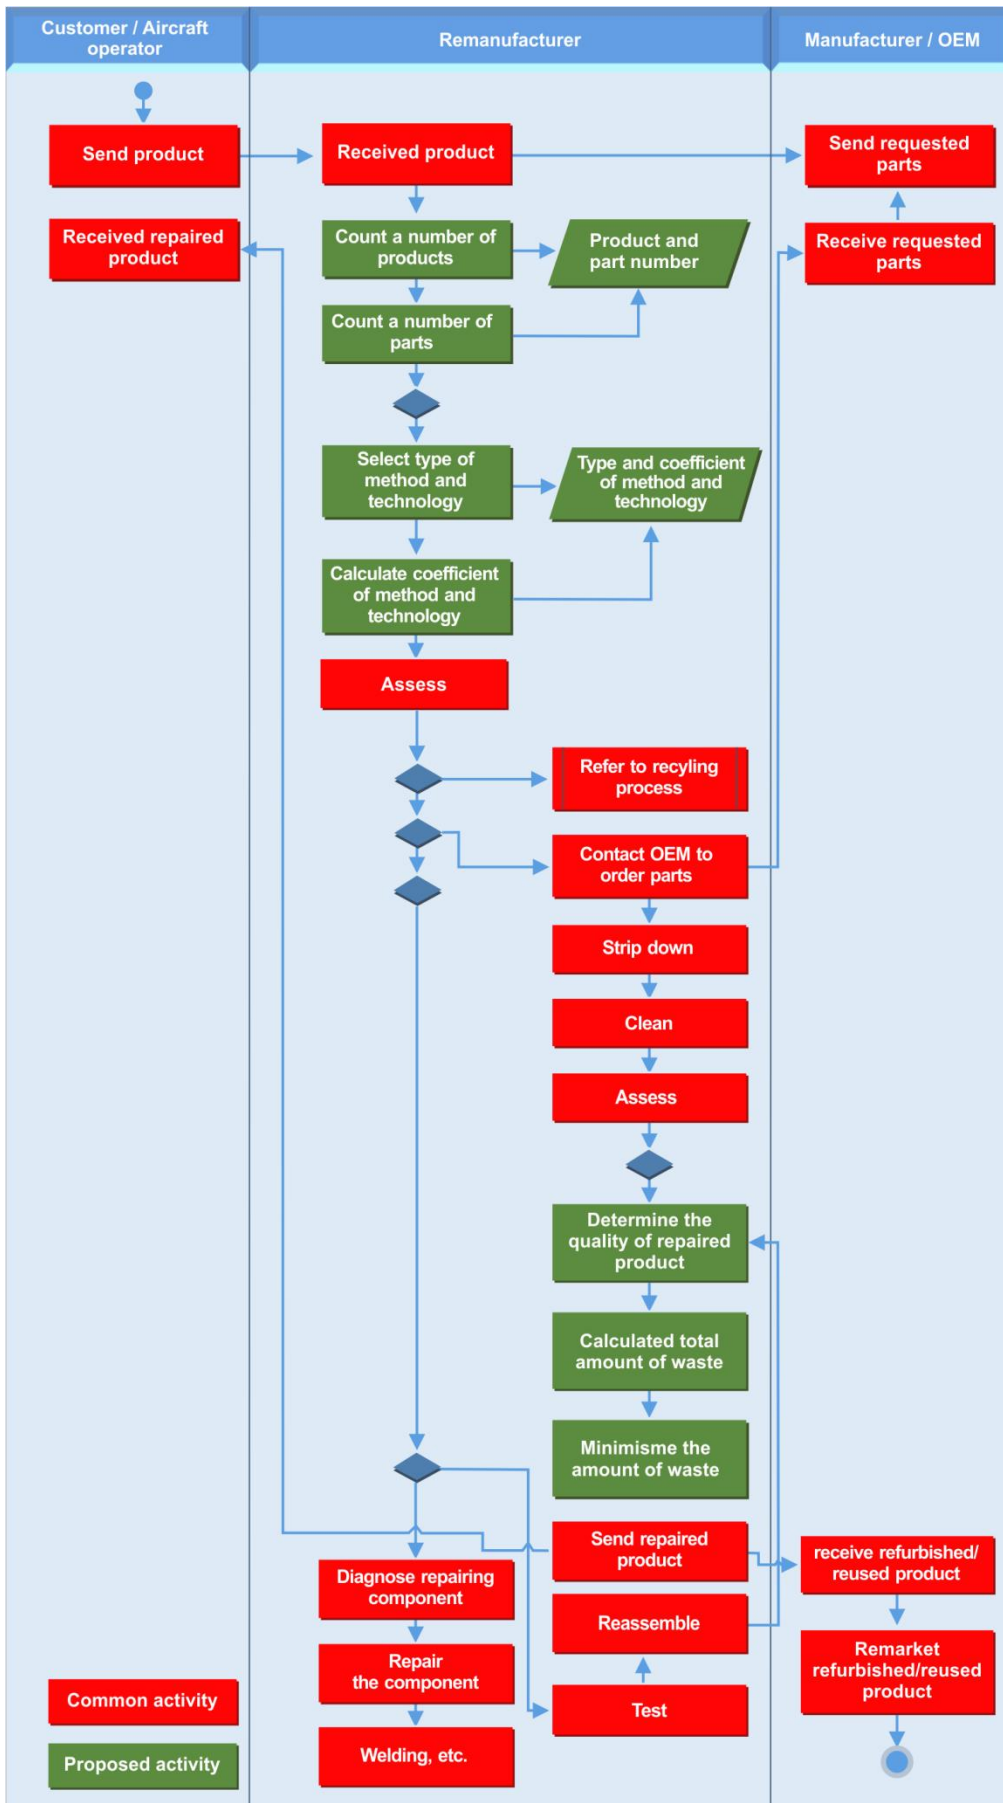 Customer / Aircraft
operator
Remanufacturer
Manufacturer / OEM
Send product
Received product
Send requested
parts
Received repaired
product
Count a number of
products
Product and
part number
Receive requested
parts
Count a number of
parts
Select type of
method and
technology
Type and coefficient
of method and
technology
Calculate coefficient
of method and
technology
Assess
Refer to recyling
process
Contact OEM to
order parts
Strip down
Clean
Assess
Determine the
quality of repaired
product
Calculated total
amount of waste
Minimisme the
amount of waste
Send repaired
product
receive refurbished/
reused product
Diagnose repairing
component
Reassemble
Repair
the component
Remarket
refurbished/reused
product
Common activity
Test
Welding, etc.
Proposed activity